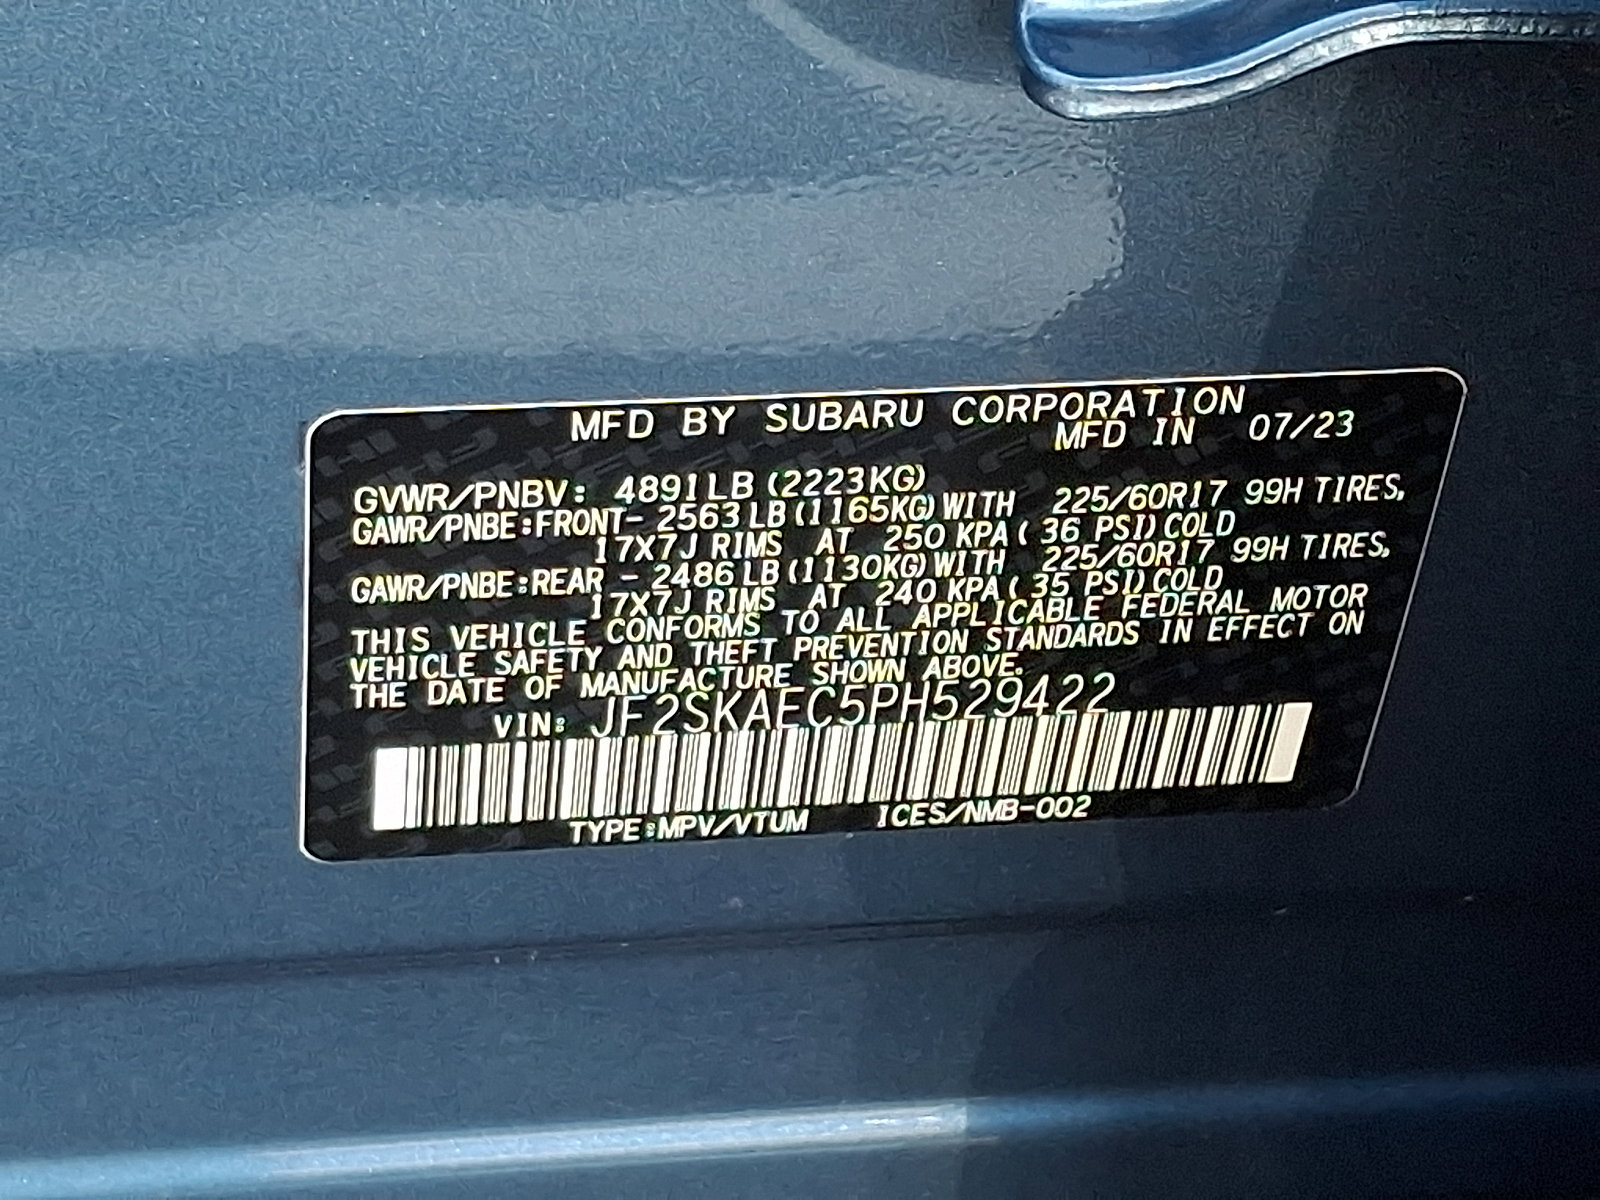 MFD BY SUBARU CORPORATION
MFD IN 07/23
GVWR/PNBV: 4891LB (2223KG)
GAWR/PNBE:FRONT- 2563LB (1165KG) WITH 225/60R17 99H TIRES,
17X7J RIMS AT 250 KPA ( 36 PSI) COLD
GAWR/PNBE:REAR - 2486LB (1130KG) WITH 225/60R17 99H TIRES,
17X7J RIMS AT 240 KPA ( 35 PSI) COLD
THIS VEHICLE CONFORMS TO ALL APPLICABLE FEDERAL MOTOR
VEHICLE SAFETY AND THEFT PREVENTION STANDARDS IN EFFECT ON
THE DATE OF MANUFACTURE SHOWN ABOVE.
VIN: JF2SKAEC5PH529422
TYPE:MPV/VTUM ICES/NMB-002